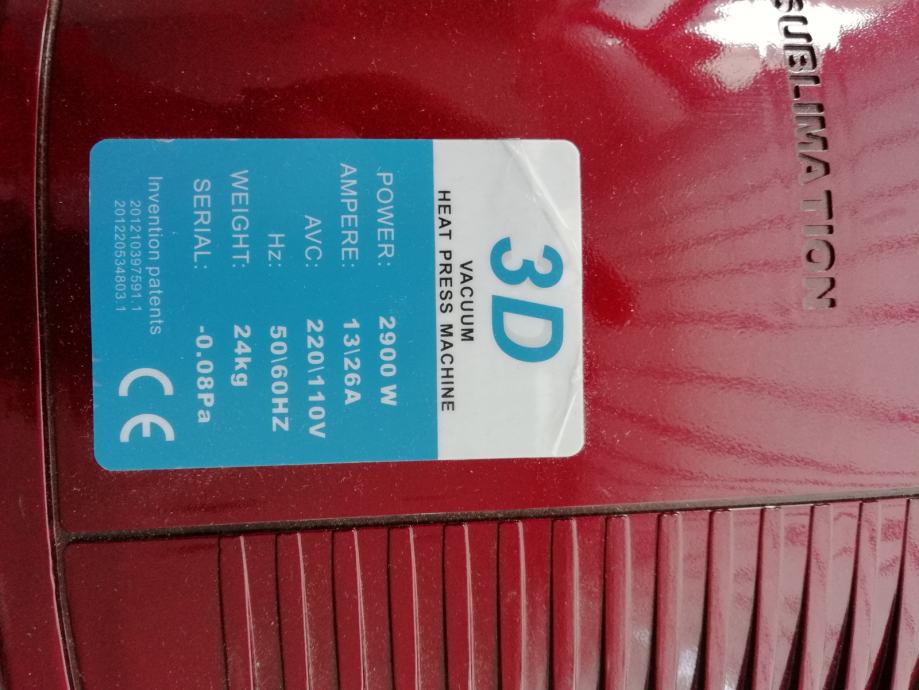 SUBLIMATION
3D
VACUUM
HEAT PRESS MACHINE
POWER: 2900 W
AMPERE: 13\26A
AVC: 220\110V
Hz: 50\60HZ
WEIGHT: 24kg
SERIAL: -0.08Pa
Invention patents
201210397591.1
201220534803.1
CE